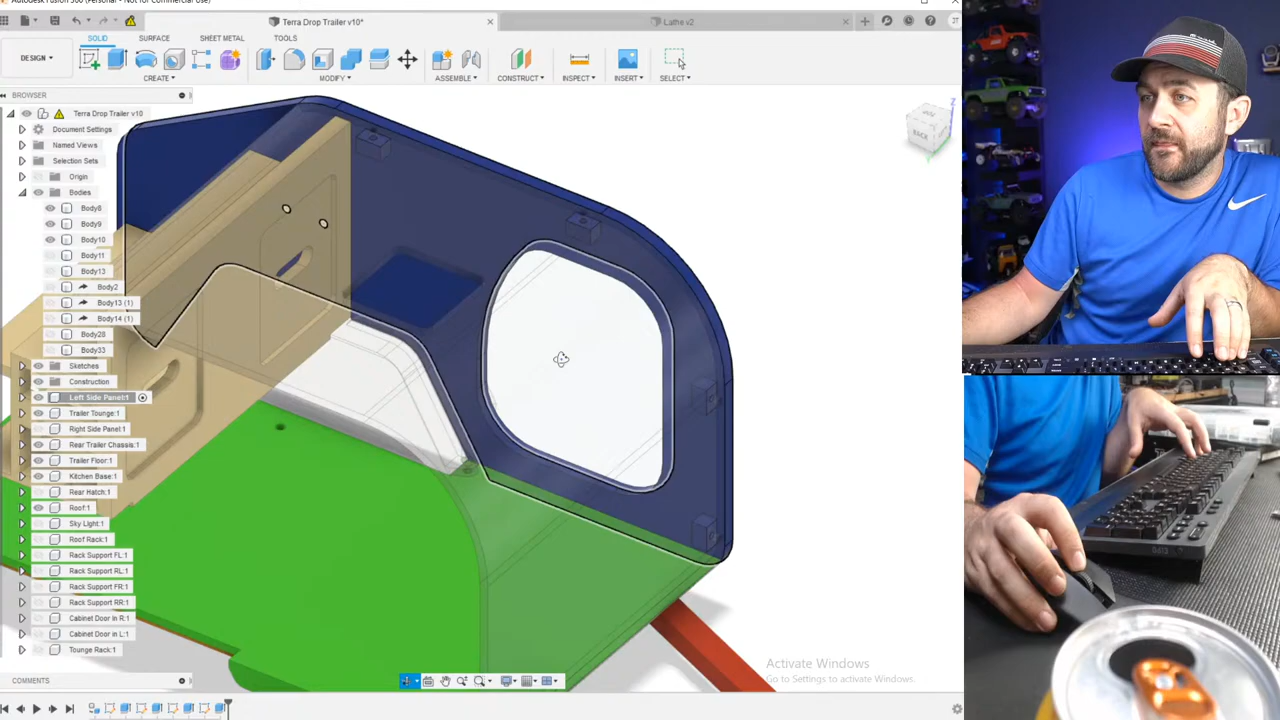 Autodesk Fusion 360 (Personal - Not for Commercial Use)
Terra Drop Trailer v10*
Lathe v2
JT
SOLID SURFACE SHEET METAL TOOLS
DESIGN
CREATE MODIFY ASSEMBLE CONSTRUCT INSPECT INSERT SELECT
BROWSER
Terra Drop Trailer v10
Document Settings
Named Views
Selection Sets
Origin
Bodies
Body8
Body9
Body10
Body11
Body13
Body2
Body13 (1)
Body14 (1)
Body28
Body33
Sketches
Construction
Left Side Panel:1
Trailer Tounge:1
Right Side Panel:1
Rear Trailer Chassis:1
Trailer Floor:1
Kitchen Base:1
Rear Hatch:1
Roof:1
Sky Light:1
Roof Rack:1
Rack Support FL:1
Rack Support RL:1
Rack Support FR:1
Rack Support RR:1
Cabinet Door In R:1
Cabinet Door in L:1
Tounge Rack:1
COMMENTS
BACK
Z
Activate Windows
Go to Settings to activate Windows.
G613